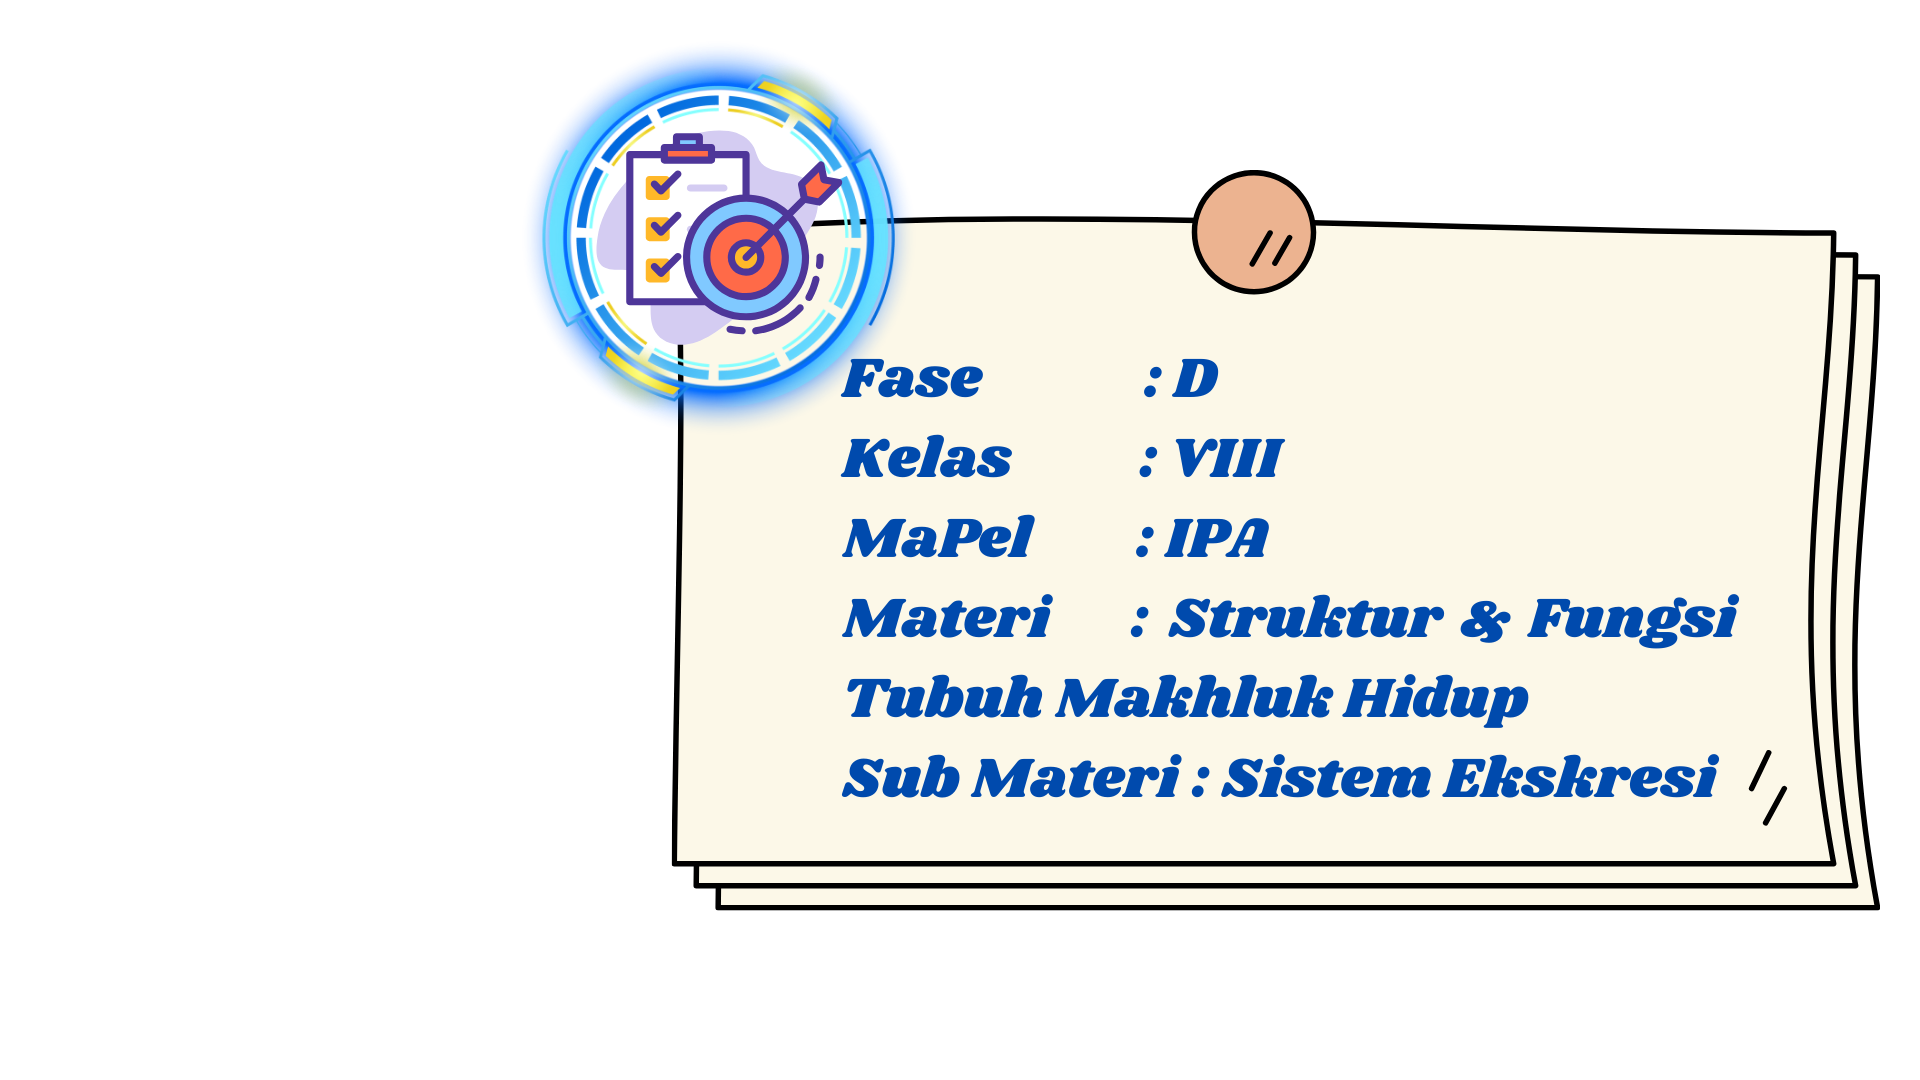 Fase : D
Kelas : VIII
MaPel : IPA
Materi : Struktur & Fungsi
Tubuh Makhluk Hidup
Sub Materi : Sistem Ekskresi